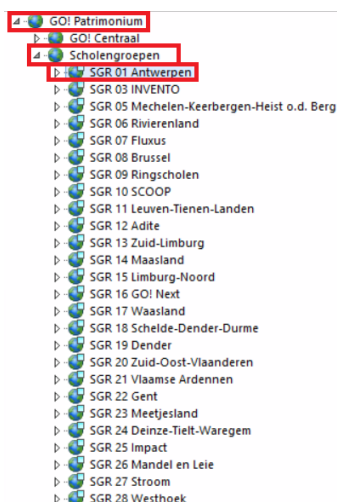 GO! Patrimonium
GO! Centraal
Scholengroepen
SGR 01 Antwerpen
SGR 03 INVENTO
SGR 05 Mechelen-Keerbergen-Heist o.d. Berg
SGR 06 Rivierenland
SGR 07 Fluxus
SGR 08 Brussel
SGR 09 Ringscholen
SGR 10 SCOOP
SGR 11 Leuven-Tienen-Landen
SGR 12 Adite
SGR 13 Zuid-Limburg
SGR 14 Maasland
SGR 15 Limburg-Noord
SGR 16 GO! Next
SGR 17 Waasland
SGR 18 Schelde-Dender-Durme
SGR 19 Dender
SGR 20 Zuid-Oost-Vlaanderen
SGR 21 Vlaamse Ardennen
SGR 22 Gent
SGR 23 Meetjesland
SGR 24 Deinze-Tielt-Waregem
SGR 25 Impact
SGR 26 Mandel en Leie
SGR 27 Stroom
SGR 28 Westhoek